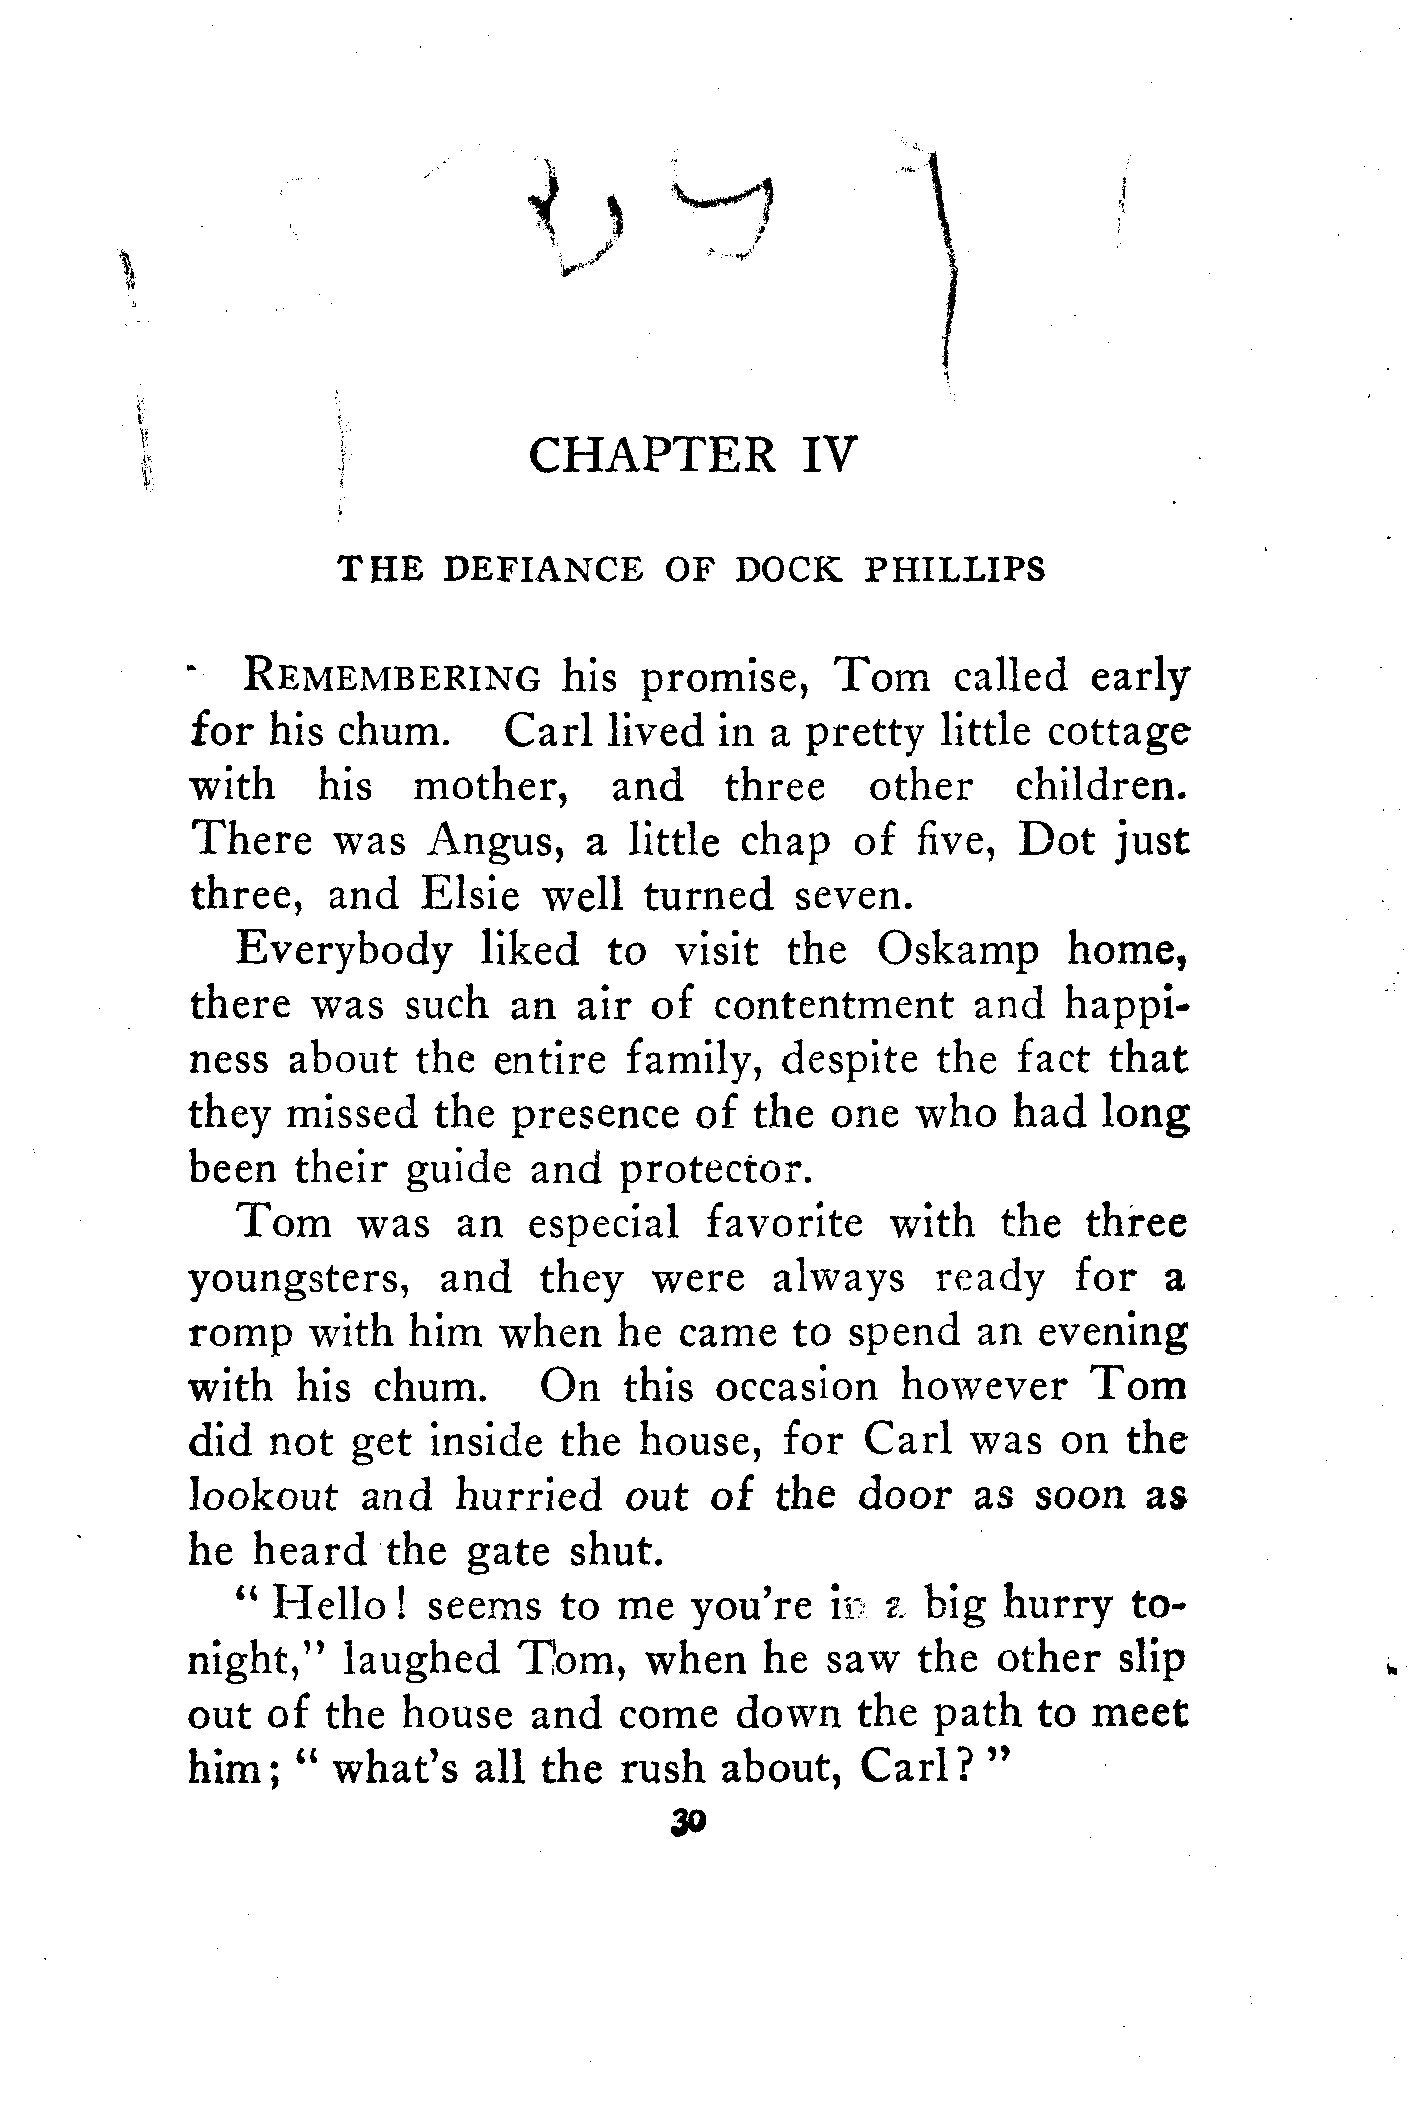 CHAPTER IV
THE DEFIANCE OF DOCK PHILLIPS
REMEMBERING his promise, Tom called early
for his chum. Carl lived in a pretty little cottage
with his mother, and three other children.
There was Angus, a little chap of five, Dot just
three, and Elsie well turned seven.
Everybody liked to visit the Oskamp home,
there was such an air of contentment and happi-
ness about the entire family, despite the fact that
they missed the presence of the one who had long
been their guide and protector.
Tom was an especial favorite with the three
youngsters, and they were always ready for a
romp with him when he came to spend an evening
with his chum. On this occasion however Tom
did not get inside the house, for Carl was on the
lookout and hurried out of the door as soon as
he heard the gate shut.
" Hello! seems to me you're in a big hurry to-
night," laughed Tom, when he saw the other slip
out of the house and come down the path to meet
him; " what's all the rush about, Carl? "
30